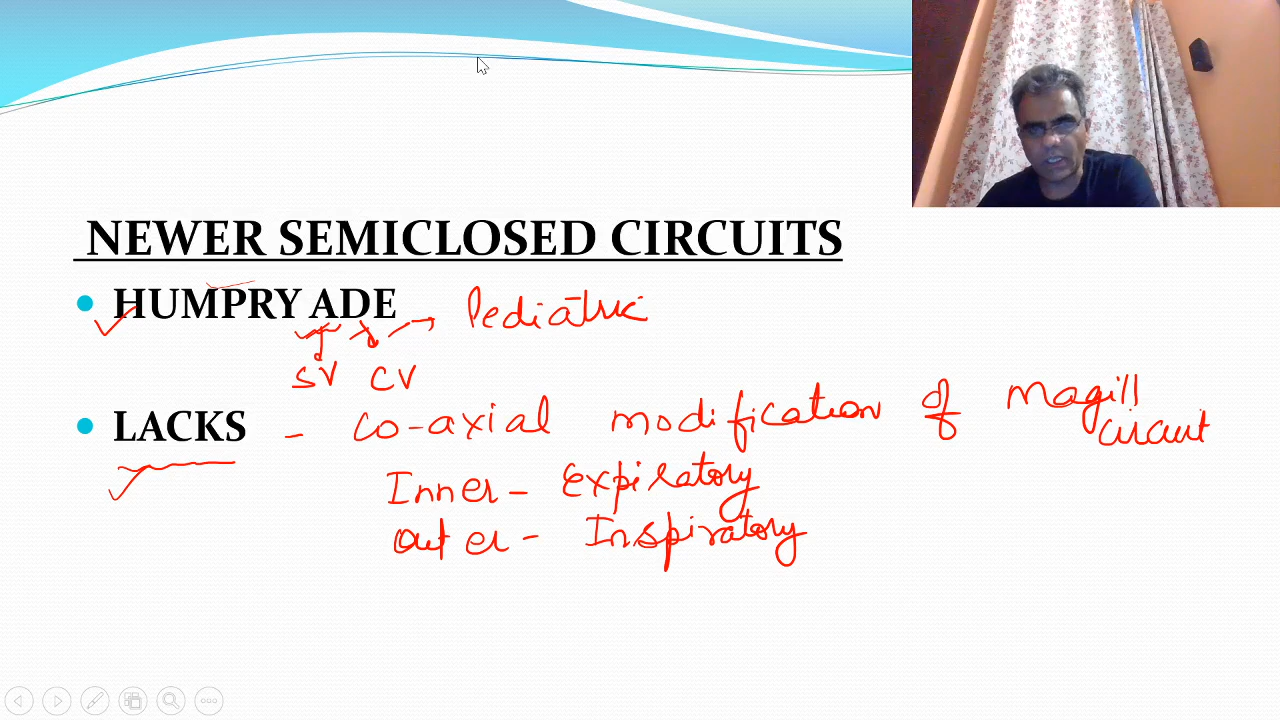 NEWER SEMICLOSED CIRCUITS
HUMPRY ADE → Pediatric
SV CV
LACKS - co-axial modification of Magill circuit
Inner - Expiratory
Outer - Inspiratory